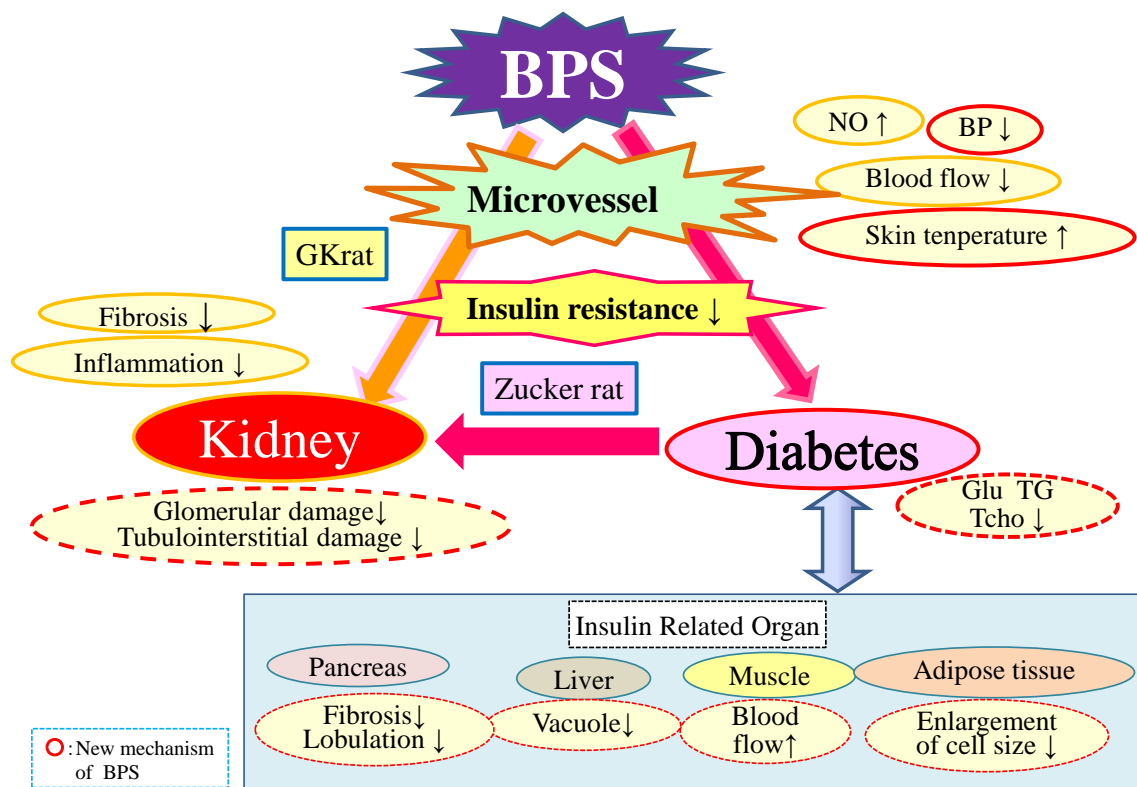 BPS
NO ↑
BP ↓
Microvessel
Blood flow ↓
Skin tenperature ↑
GKrat
Insulin resistance ↓
Fibrosis ↓
Inflammation ↓
Zucker rat
Kidney
Diabetes
Glomerular damage↓
Tubulointerstitial damage ↓
Glu TG
Tcho ↓
Insulin Related Organ
Pancreas
Liver
Muscle
Adipose tissue
Fibrosis↓
Lobulation ↓
Vacuole↓
Blood
flow↑
Enlargement
of cell size ↓
:New mechanism
of BPS